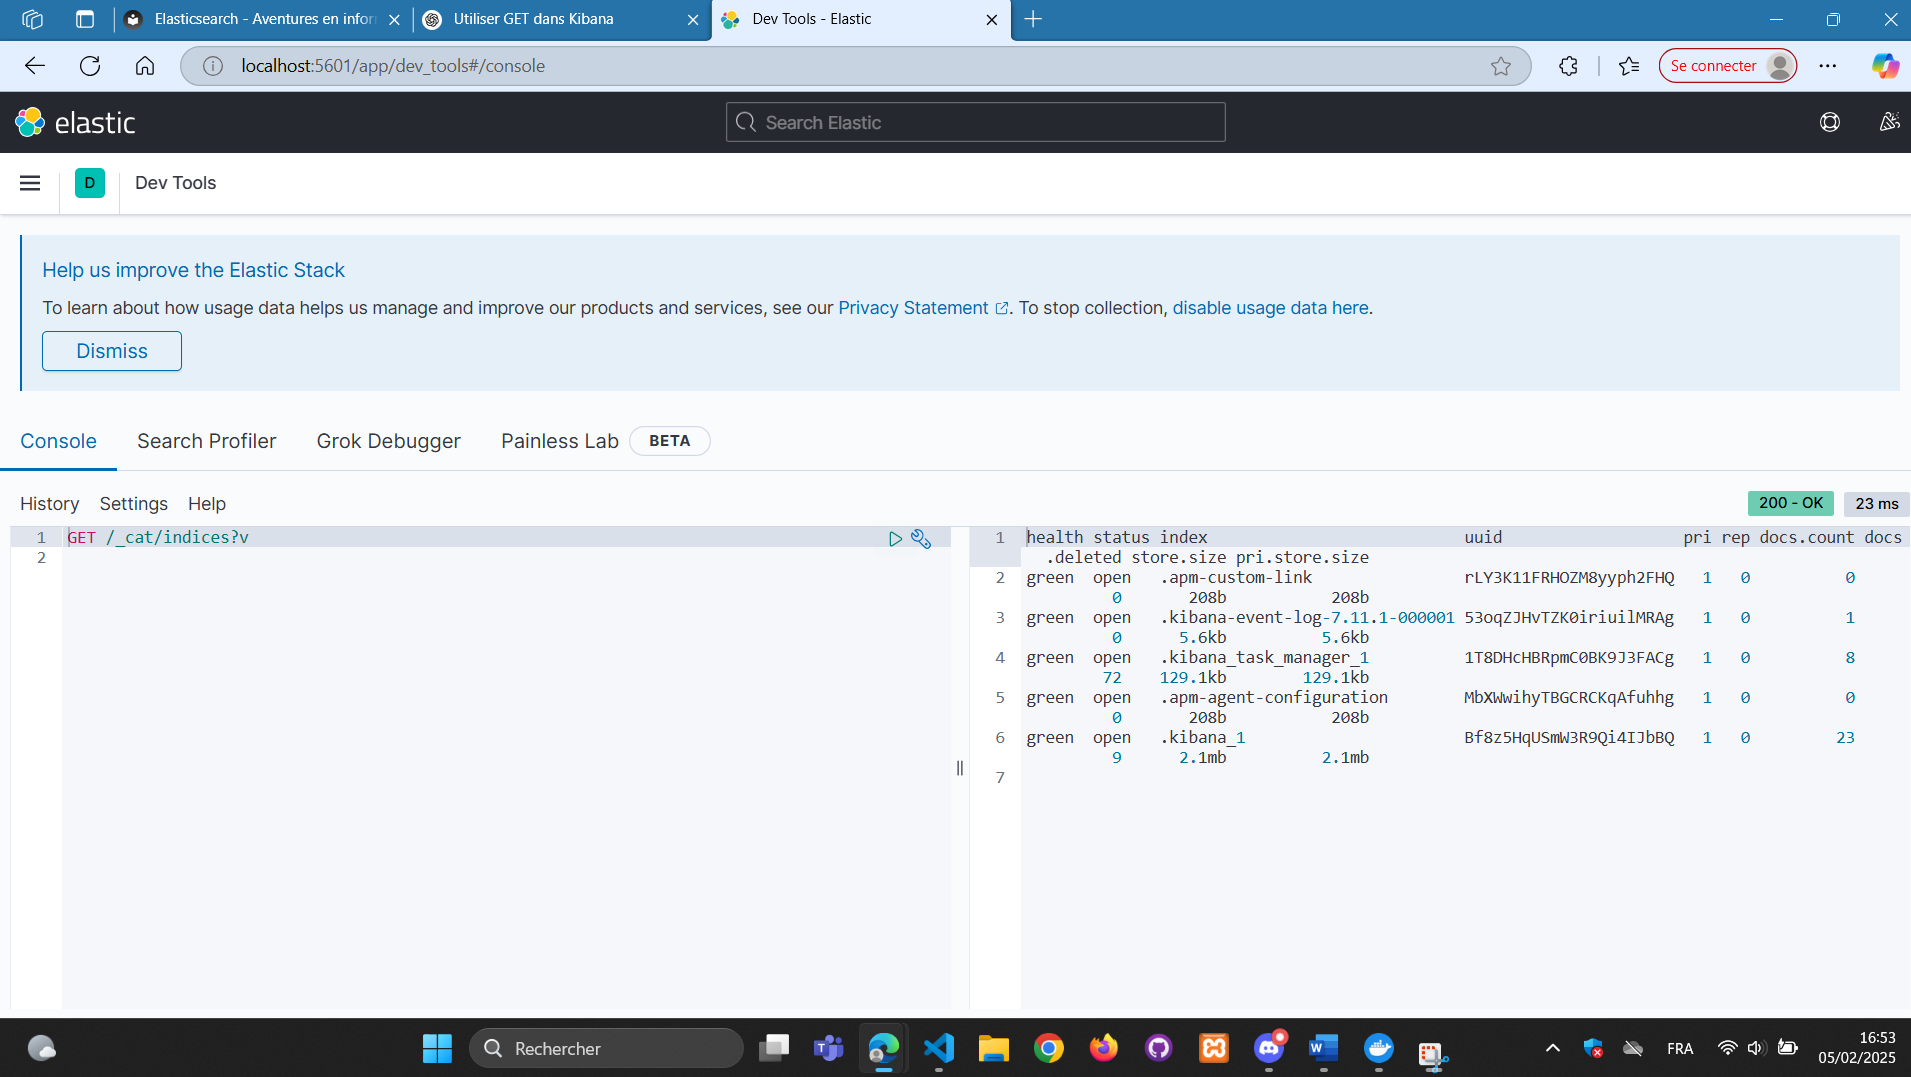 Elasticsearch - Aventures en infor
Utiliser GET dans Kibana
Dev Tools - Elastic
localhost:5601/app/dev_tools#/console
Se connecter
elastic
Search Elastic
D
Dev Tools
Help us improve the Elastic Stack
To learn about how usage data helps us manage and improve our products and services, see our Privacy Statement. To stop collection, disable usage data here.
Dismiss
Console Search Profiler Grok Debugger Painless Lab BETA
History Settings Help
200 - OK 23 ms
1 GET /_cat/indices?v
2
1 health status index uuid pri rep docs.count docs
.deleted store.size pri.store.size
2 green open .apm-custom-link rLY3K11FRHOZM8yyph2FHQ 1 0 0
0 208b 208b
3 green open .kibana-event-log-7.11.1-000001 53oqZJHvTZK0iriuilMRAg 1 0 1
0 5.6kb 5.6kb
4 green open .kibana_task_manager_1 1T8DHcHBRpmC0BK9J3FACg 1 0 8
72 129.1kb 129.1kb
5 green open .apm-agent-configuration MbXWwihyTBGCRCKqAfuhhg 1 0 0
0 208b 208b
6 green open .kibana_1 Bf8z5HqUSmW3R9Qi4IJbBQ 1 0 23
9 2.1mb 2.1mb
7
Rechercher
FRA
16:53
05/02/2025